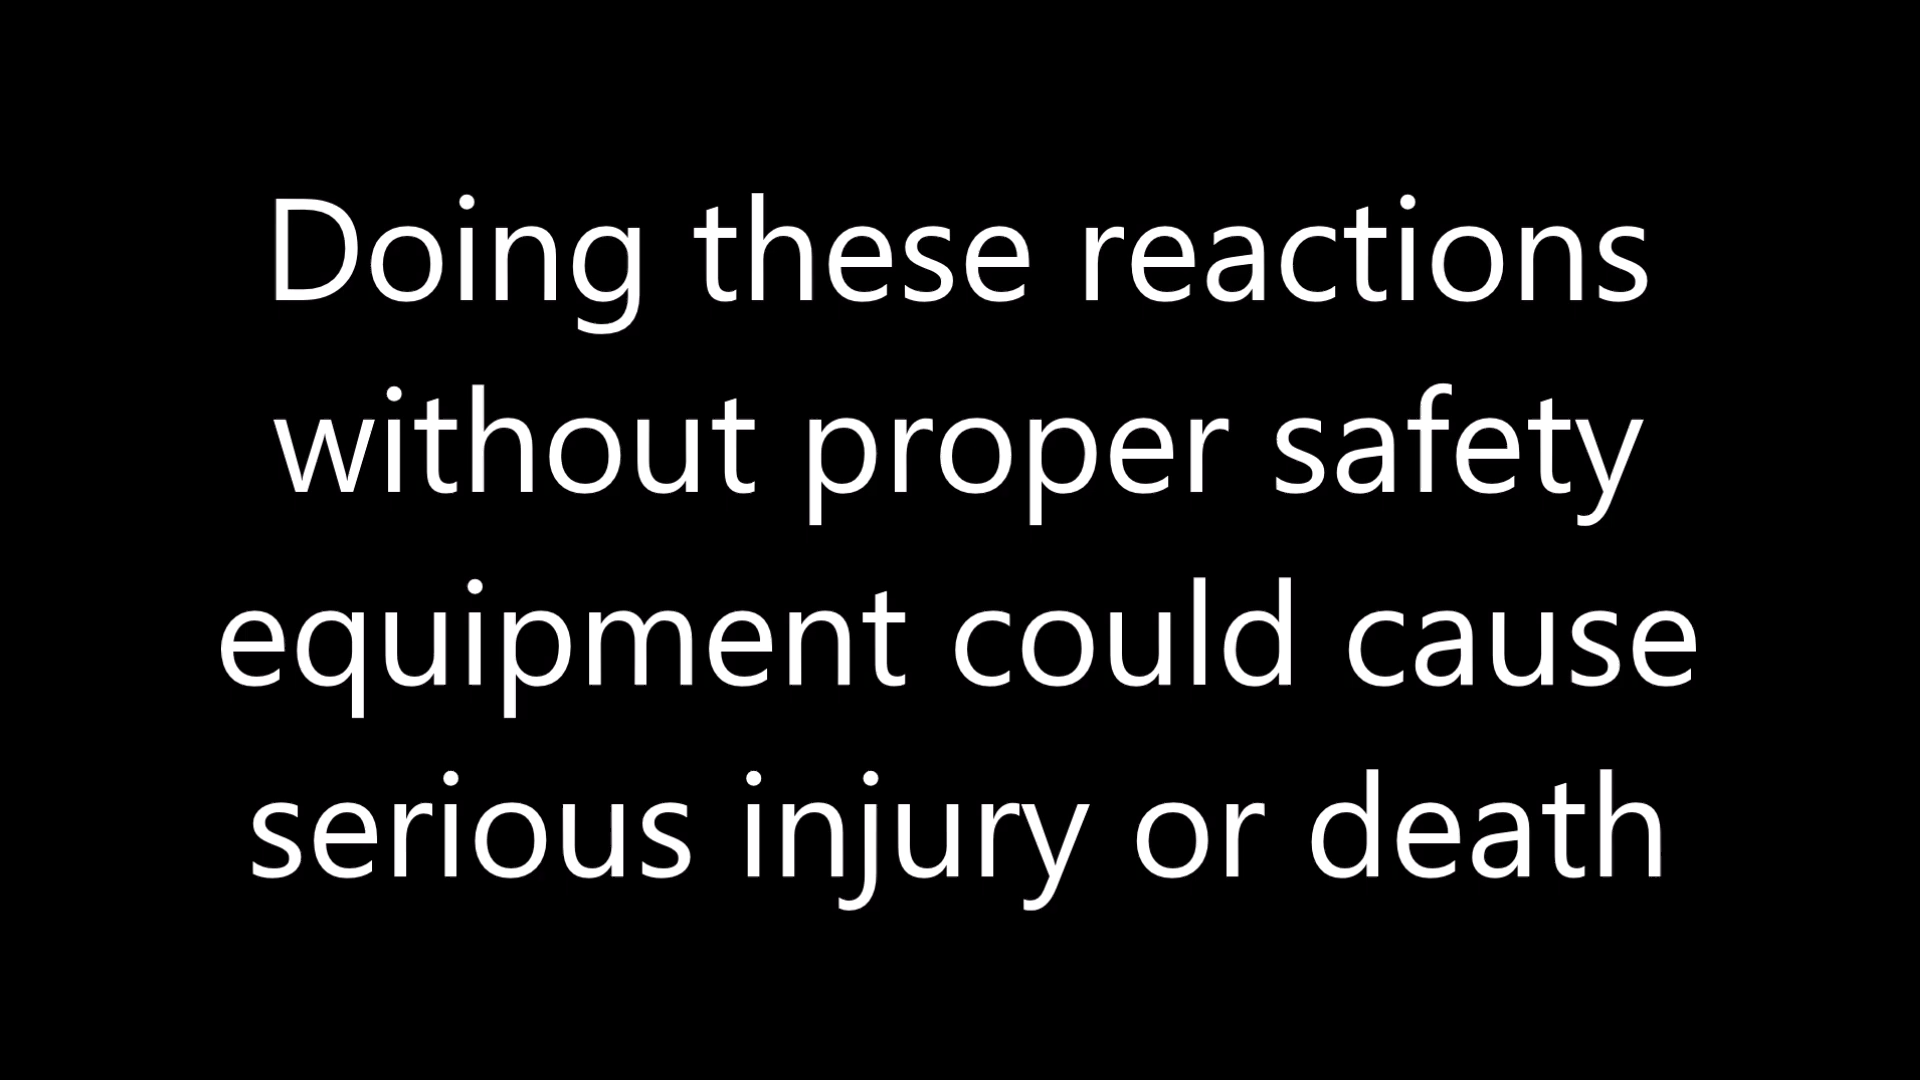 Doing these reactions
without proper safety
equipment could cause
serious injury or death